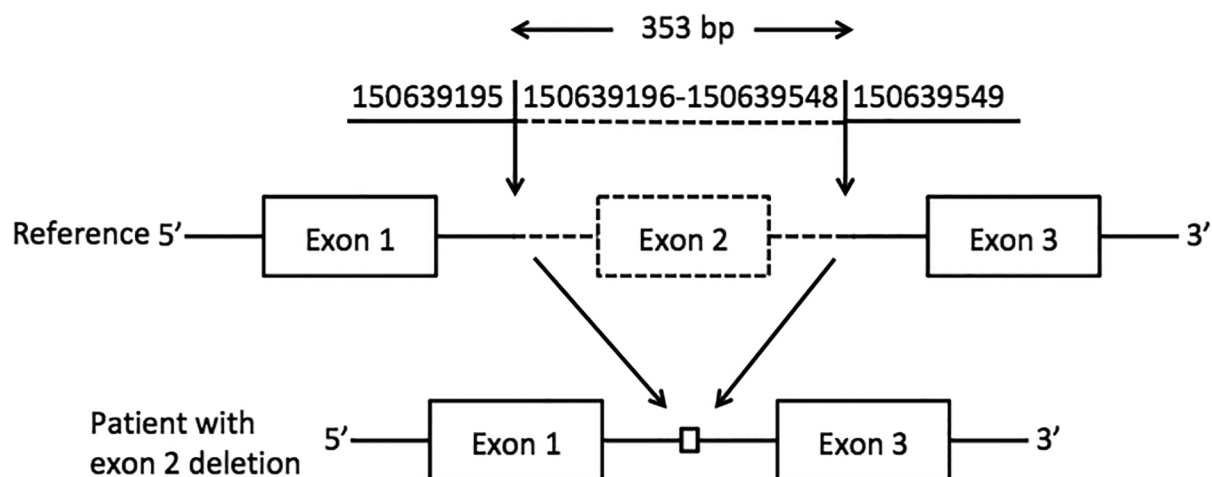 353 bp
150639195 150639196-150639548 150639549
Reference 5’ Exon 1 Exon 2 Exon 3 3’
Patient with
exon 2 deletion 5’ Exon 1 Exon 3 3’